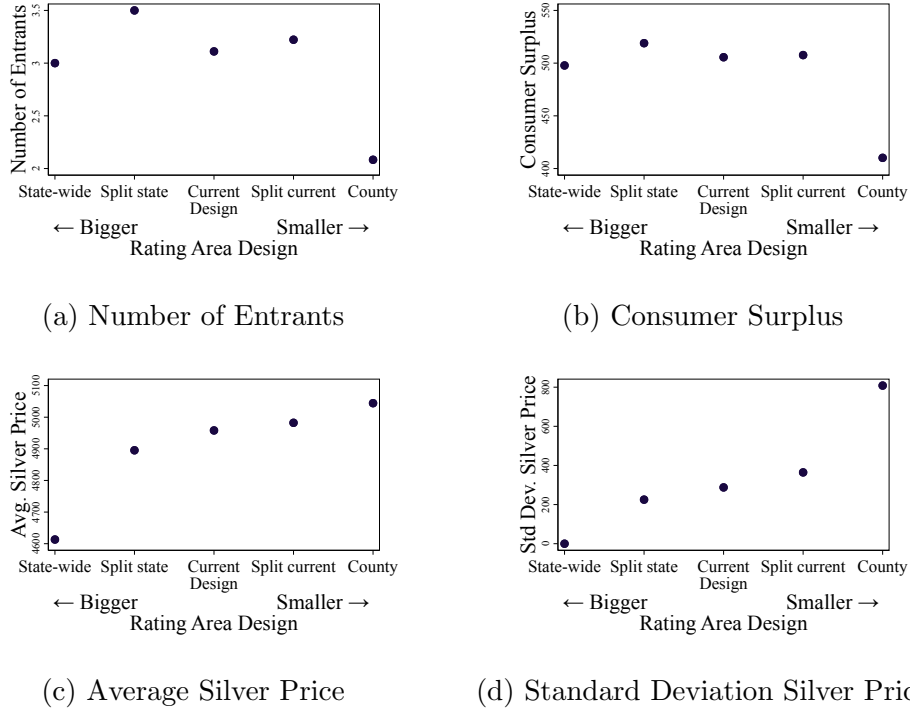 Number of Entrants
3.5
3
2.5
2
State-wide Split state Current Design Split current County
← Bigger Smaller →
Rating Area Design
(a) Number of Entrants
Consumer Surplus
550
500
450
400
State-wide Split state Current Design Split current County
← Bigger Smaller →
Rating Area Design
(b) Consumer Surplus
Avg. Silver Price
5100
5000
4900
4800
4700
4600
State-wide Split state Current Design Split current County
← Bigger Smaller →
Rating Area Design
(c) Average Silver Price
Std Dev. Silver Price
800
600
400
200
0
State-wide Split state Current Design Split current County
← Bigger Smaller →
Rating Area Design
(d) Standard Deviation Silver Pric